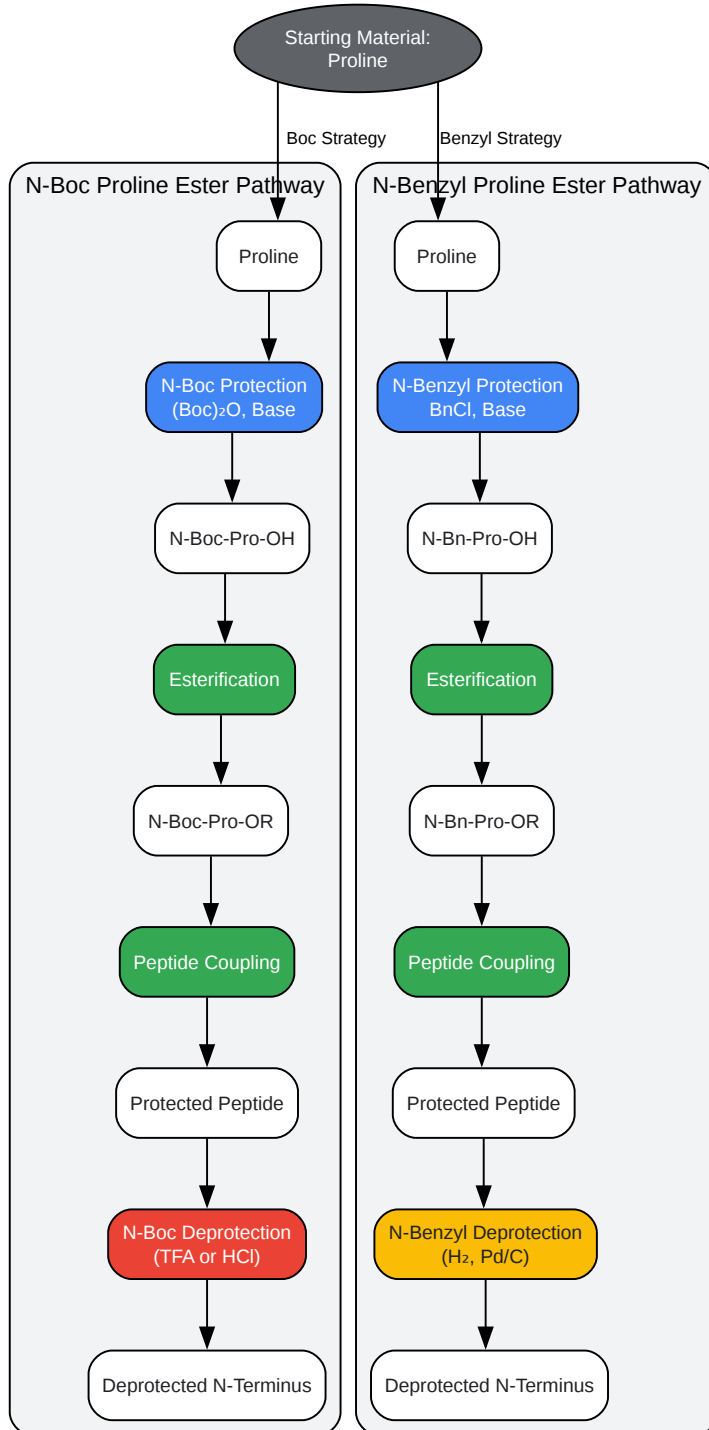 Starting Material:
Proline
Boc Strategy
Benzyl Strategy
N-Boc Proline Ester Pathway
Proline
N-Boc Protection
(Boc)₂O, Base
N-Boc-Pro-OH
Esterification
N-Boc-Pro-OR
Peptide Coupling
Protected Peptide
N-Boc Deprotection
(TFA or HCl)
Deprotected N-Terminus
N-Benzyl Proline Ester Pathway
Proline
N-Benzyl Protection
BnCl, Base
N-Bn-Pro-OH
Esterification
N-Bn-Pro-OR
Peptide Coupling
Protected Peptide
N-Benzyl Deprotection
(H₂, Pd/C)
Deprotected N-Terminus